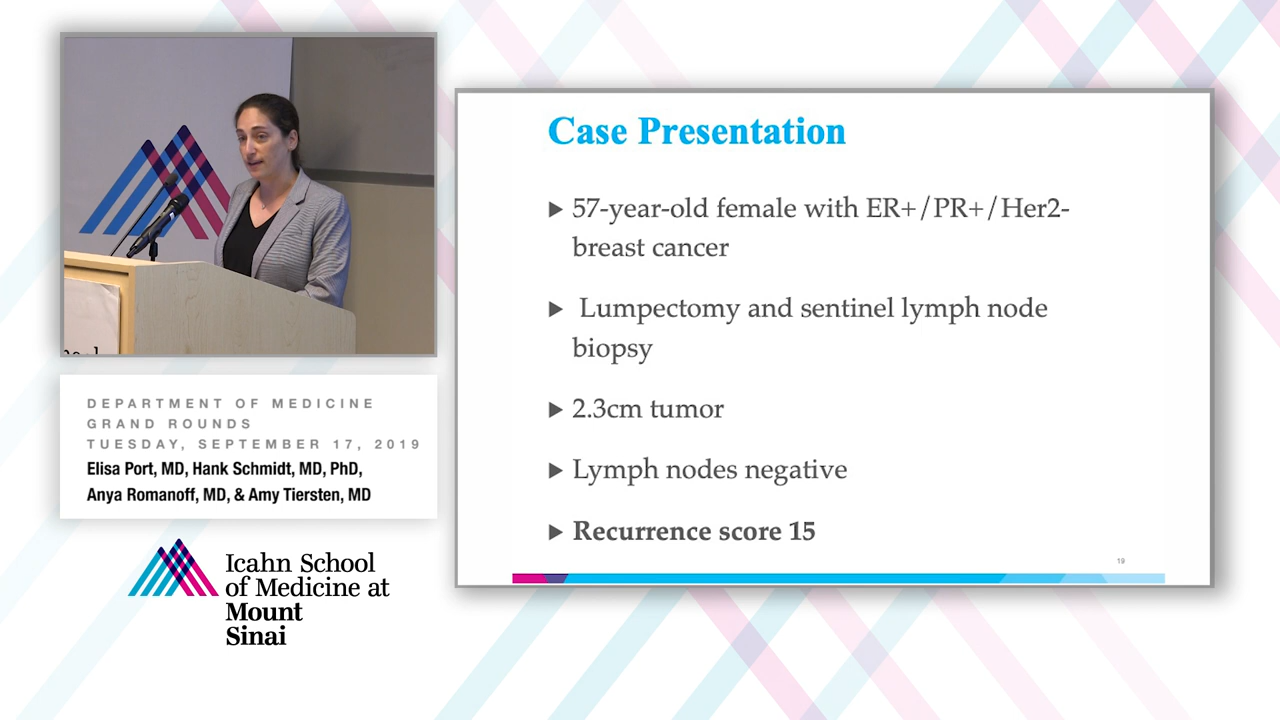 Case Presentation
▶ 57-year-old female with ER+/PR+/Her2-
breast cancer
▶ Lumpectomy and sentinel lymph node
biopsy
▶ 2.3cm tumor
▶ Lymph nodes negative
▶ Recurrence score 15
19
DEPARTMENT OF MEDICINE
GRAND ROUNDS
TUESDAY, SEPTEMBER 17, 2019
Elisa Port, MD, Hank Schmidt, MD, PhD,
Anya Romanoff, MD, & Amy Tiersten, MD
Icahn School
of Medicine at
Mount
Sinai